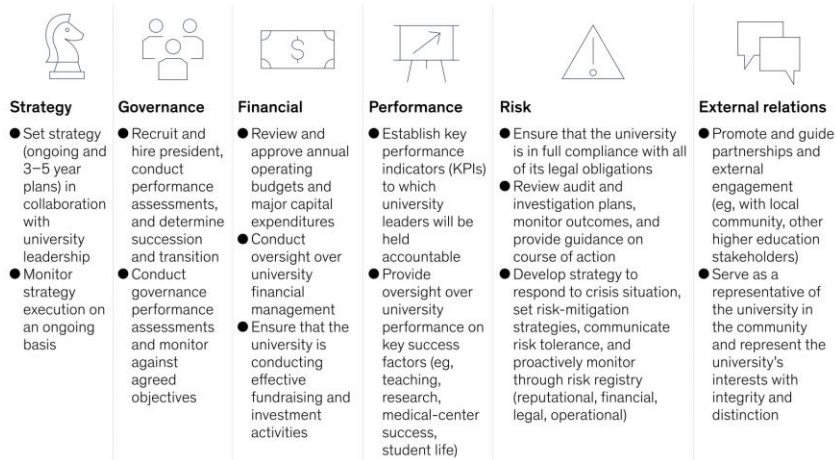 $
Strategy
● Set strategy
(ongoing and
3–5 year
plans) in
collaboration
with
university
leadership
● Monitor
strategy
execution on
an ongoing
basis
Governance
● Recruit and
hire president,
conduct
performance
assessments,
and determine
succession
and transition
● Conduct
governance
performance
assessments
and monitor
against
agreed
objectives
Financial
● Review and
approve annual
operating
budgets and
major capital
expenditures
● Conduct
oversight over
university
financial
management
● Ensure that the
university is
conducting
effective
fundraising and
investment
activities
Performance
● Establish key
performance
indicators (KPIs)
to which
university
leaders will be
held
accountable
● Provide
oversight over
university
performance on
key success
factors (eg,
teaching,
research,
medical-center
success,
student life)
Risk
● Ensure that the university
is in full compliance with all
of its legal obligations
● Review audit and
investigation plans,
monitor outcomes, and
provide guidance on
course of action
● Develop strategy to
respond to crisis situation,
set risk-mitigation
strategies, communicate
risk tolerance, and
proactively monitor
through risk registry
(reputational, financial,
legal, operational)
External relations
● Promote and guide
partnerships and
external
engagement
(eg, with local
community, other
higher education
stakeholders)
● Serve as a
representative of
the university in
the community
and represent the
university’s
interests with
integrity and
distinction